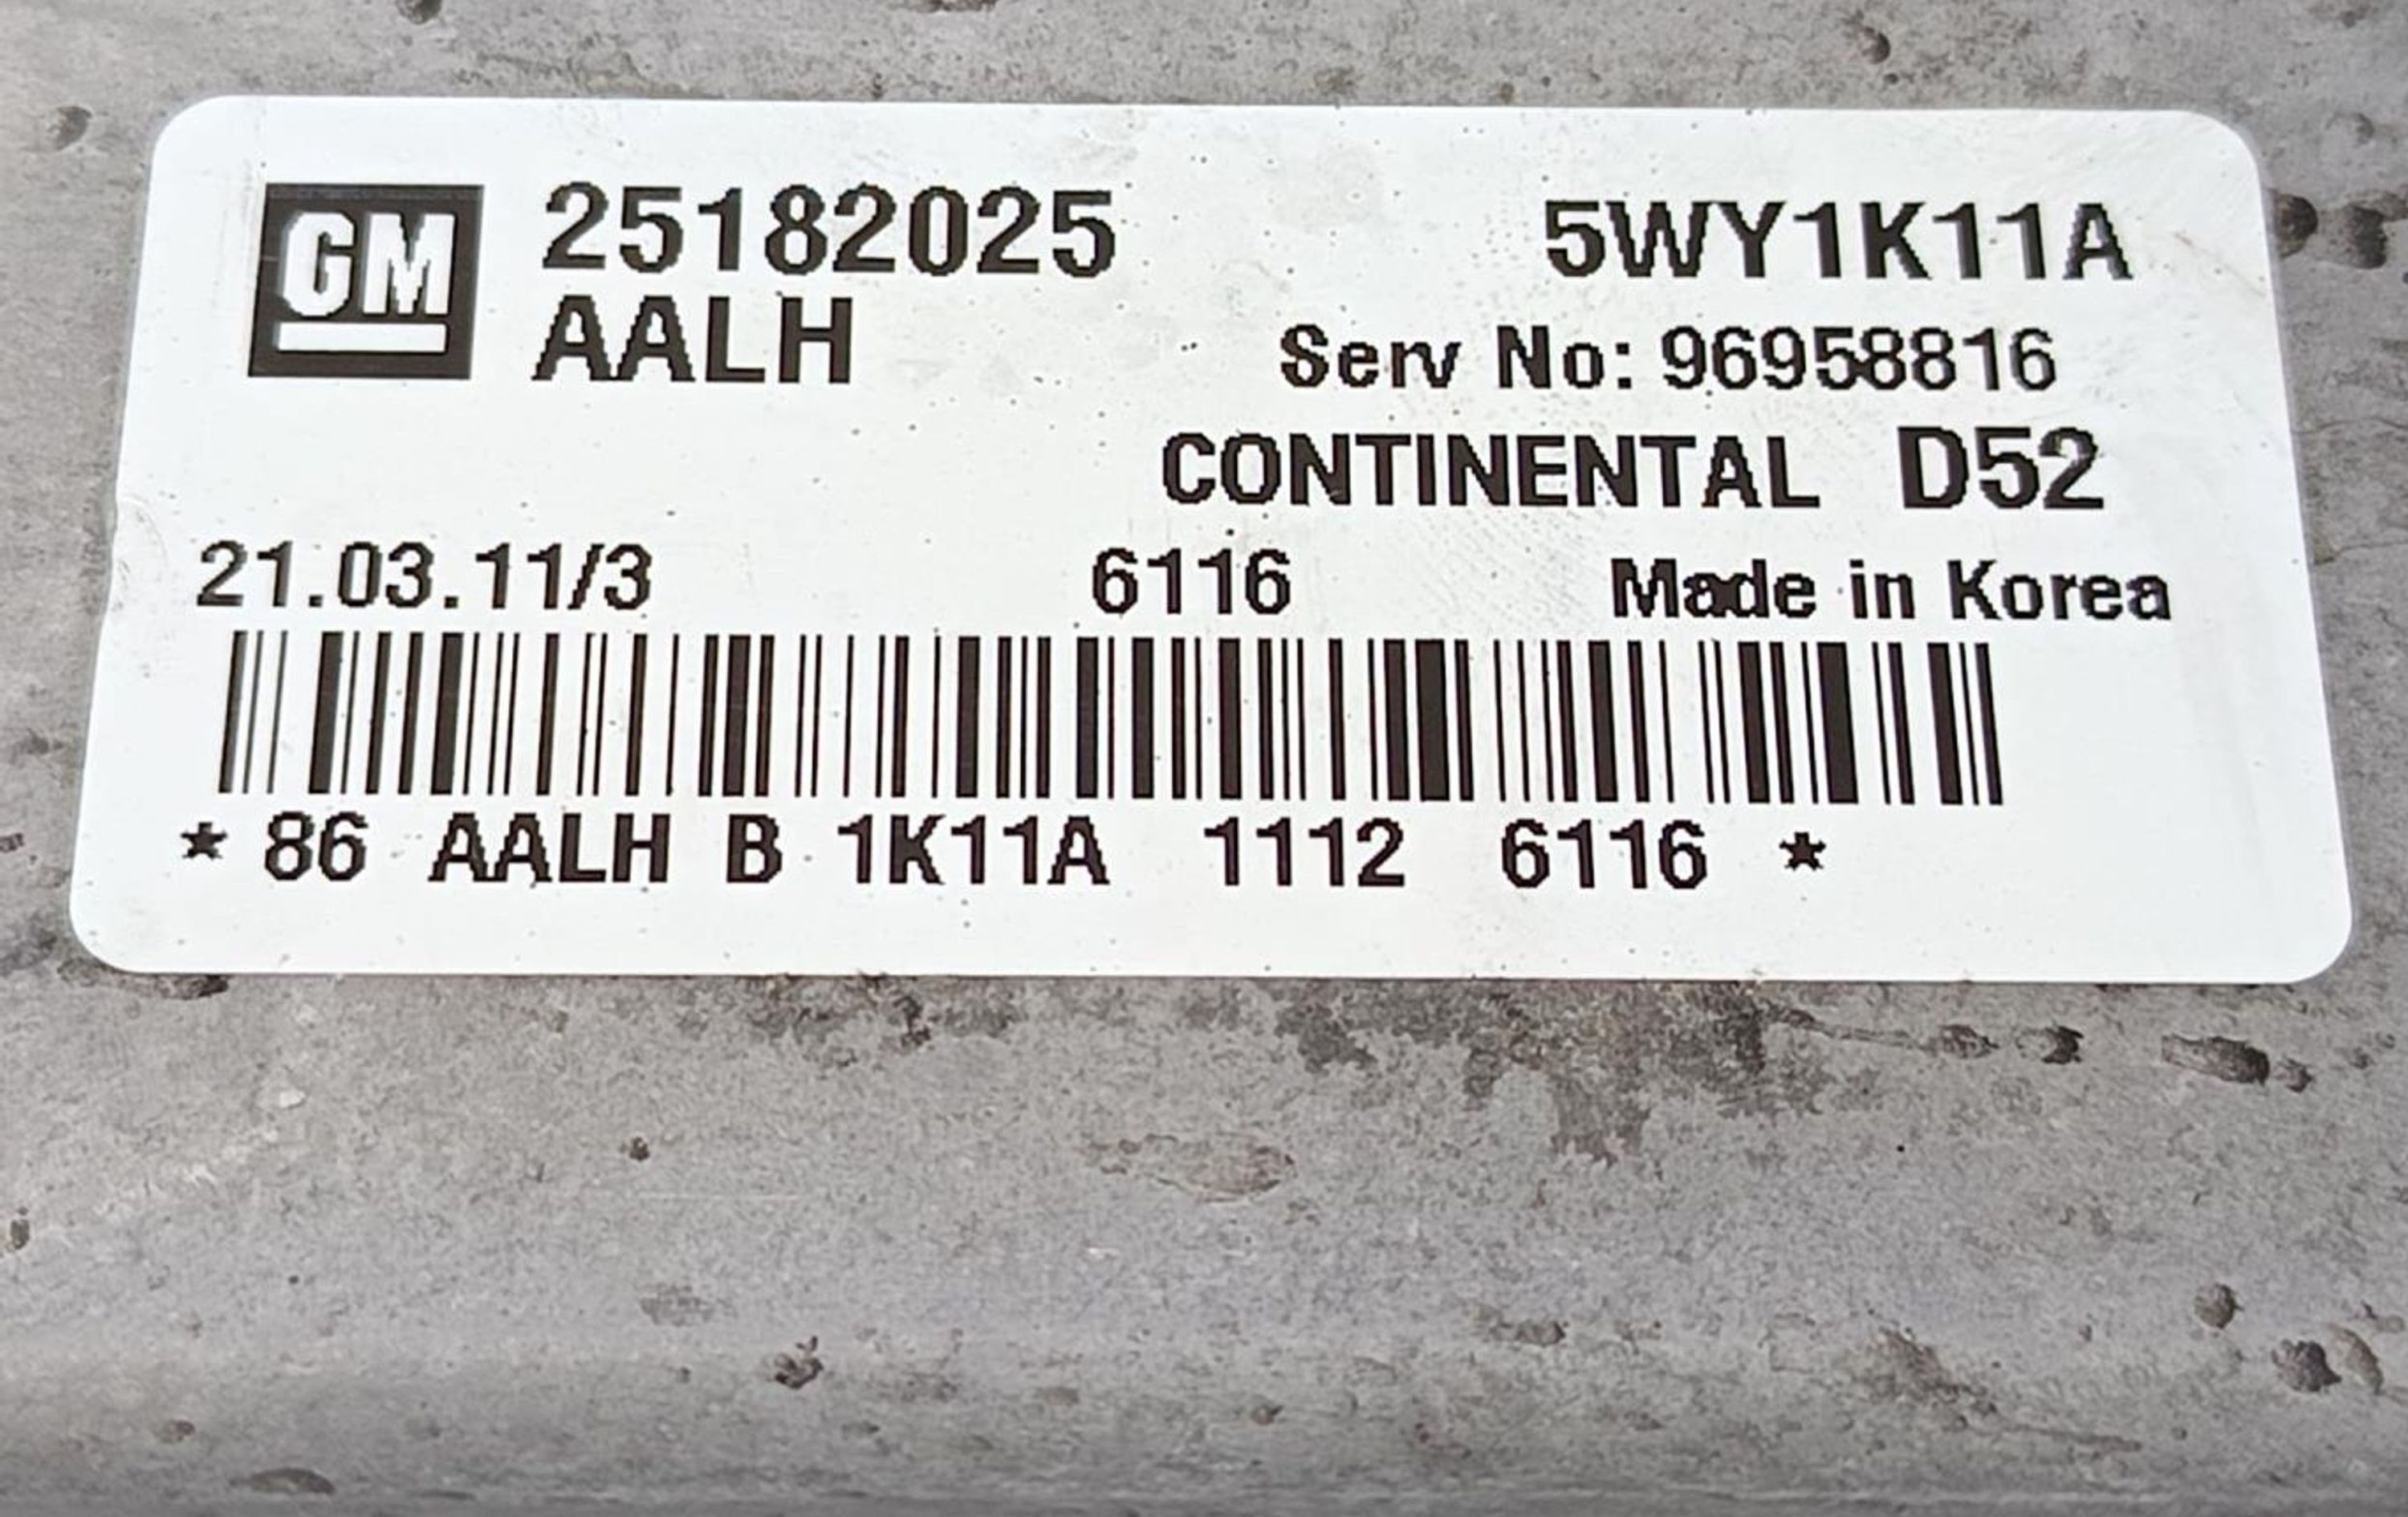 GM 25182025 5WY1K11A
AALH Serv No: 96958816
CONTINENTAL D52
21.03.11/3 6116 Made in Korea
* 86 AALH B 1K11A 1112 6116 *